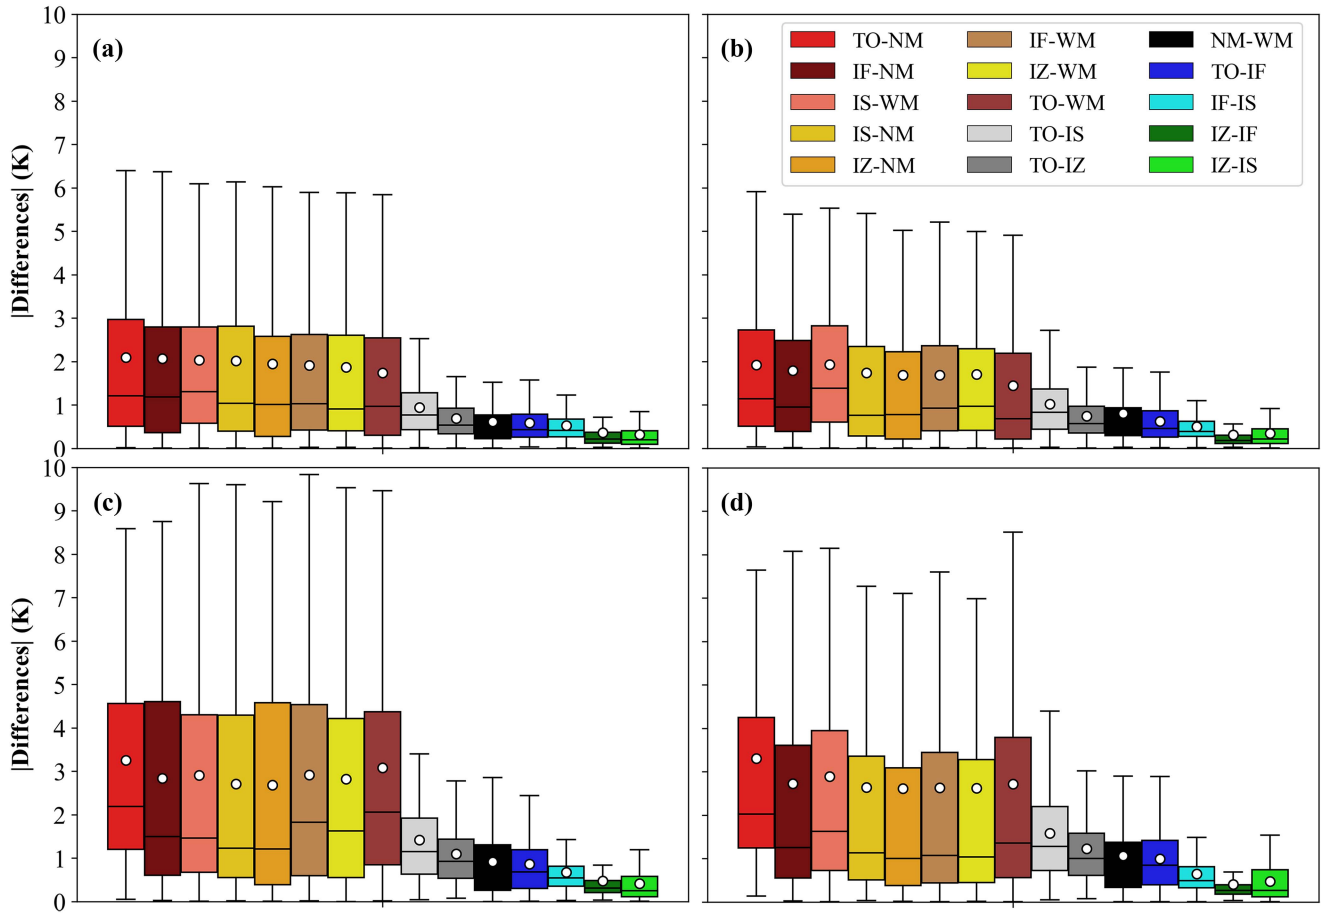 10
9
8
7
6
5
4
3
2
1
0
|Differences| (K)
(a)
(b)
TO-NM
IF-NM
IS-WM
IS-NM
IZ-NM
IF-WM
IZ-WM
TO-WM
TO-IS
TO-IZ
NM-WM
TO-IF
IF-IS
IZ-IF
IZ-IS
10
9
8
7
6
5
4
3
2
1
0
|Differences| (K)
(c)
(d)